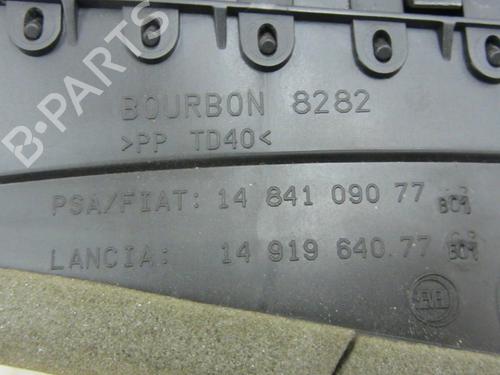 BOURBON 8282
>PP TD40<
PSA/FIAT: 14 841 090 77
LANCIA: 14 919 640 77
B-PARTS